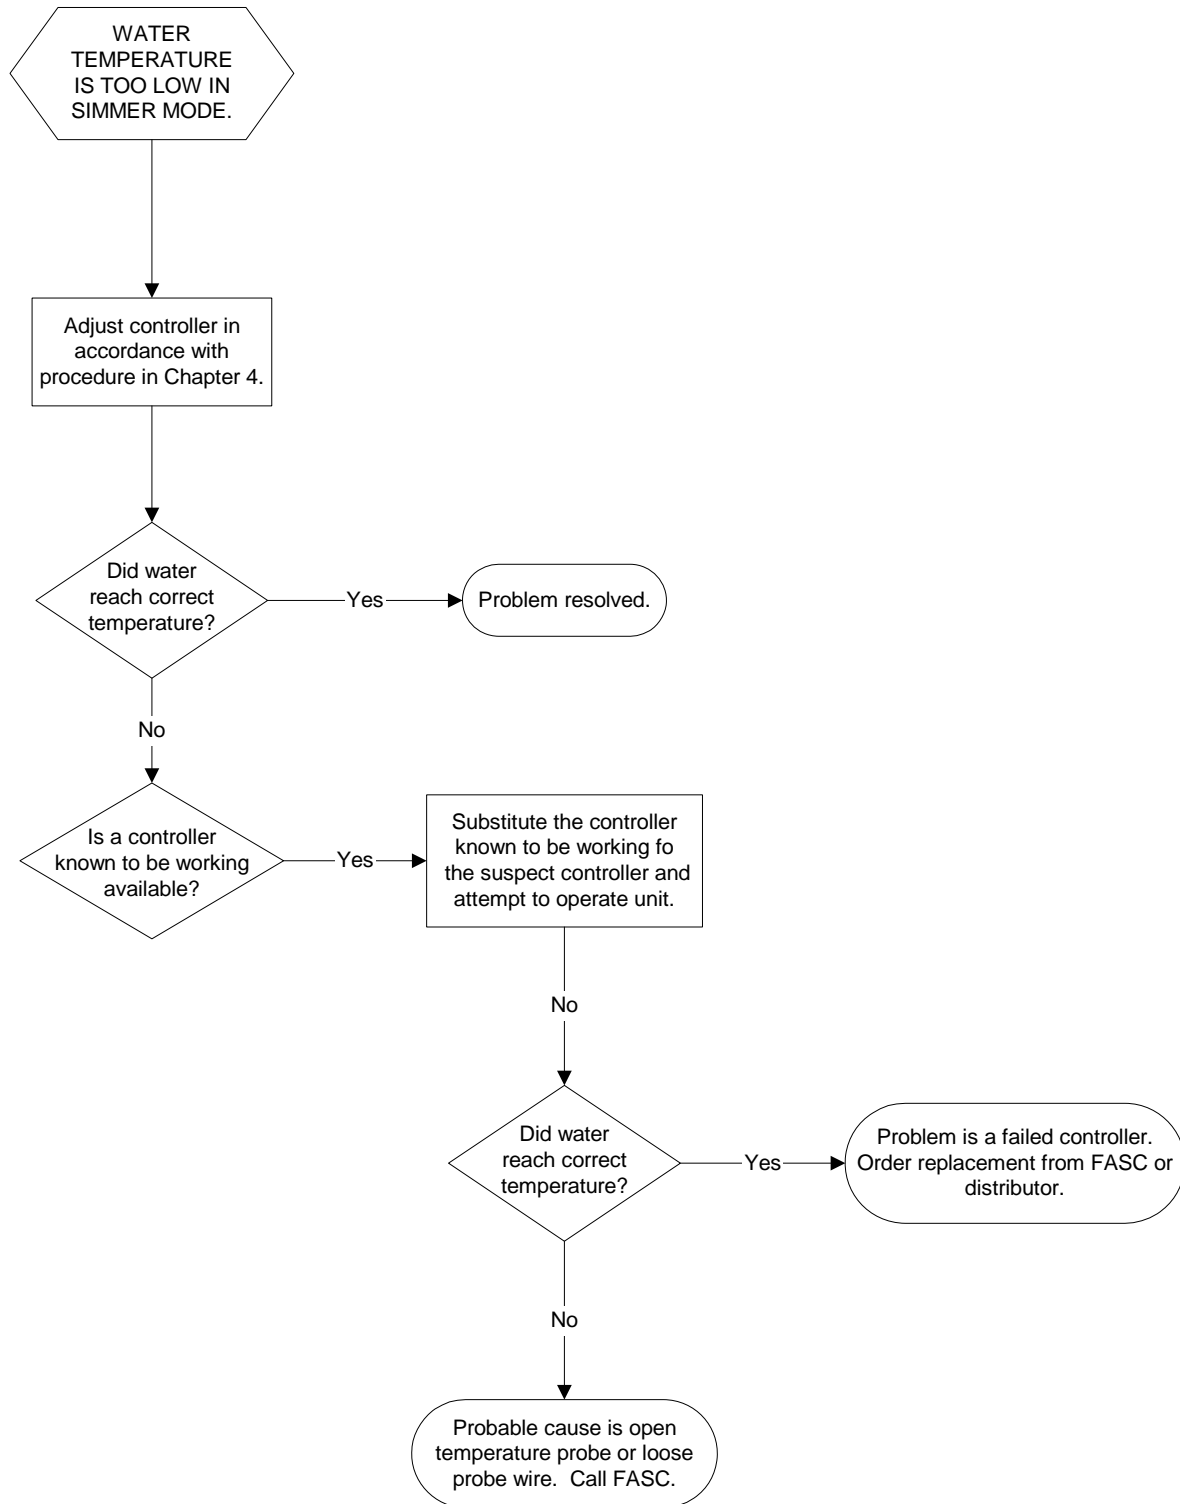 WATER
TEMPERATURE
IS TOO LOW IN
SIMMER MODE.
Adjust controller in
accordance with
procedure in Chapter 4.
Did water
reach correct
temperature?
Yes
Problem resolved.
No
Is a controller
known to be working
available?
Yes
Substitute the controller
known to be working fo
the suspect controller and
attempt to operate unit.
No
Did water
reach correct
temperature?
Yes
Problem is a failed controller.
Order replacement from FASC or
distributor.
No
Probable cause is open
temperature probe or loose
probe wire.  Call FASC.